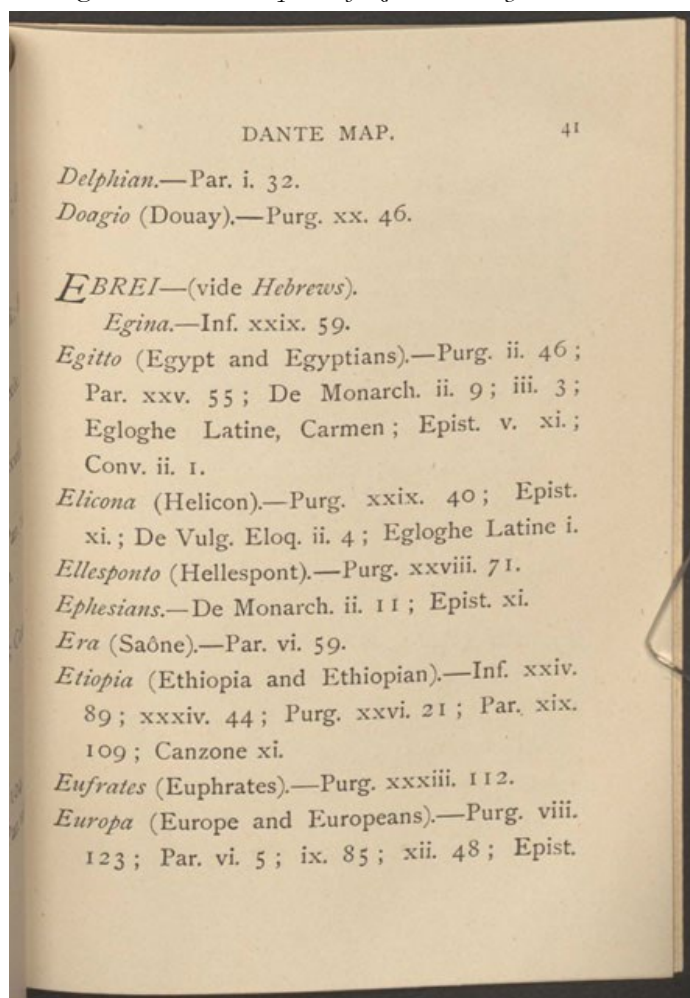 DANTE MAP. 41
Delphian.—Par. i. 32.
Doagio (Douay).—Purg. xx. 46.
EBREI—(vide Hebrews).
Egina.—Inf. xxix. 59.
Egitto (Egypt and Egyptians).—Purg. ii. 46 ;
Par. xxv. 55 ; De Monarch. ii. 9 ; iii. 3 ;
Egloghe Latine, Carmen ; Epist. v. xi. ;
Conv. ii. 1.
Elicona (Helicon).—Purg. xxix. 40 ; Epist.
xi. ; De Vulg. Eloq. ii. 4 ; Egloghe Latine i.
Ellesponto (Hellespont).—Purg. xxviii. 71.
Ephesians.—De Monarch. ii. 11 ; Epist. xi.
Era (Saône).—Par. vi. 59.
Etiopia (Ethiopia and Ethiopian).—Inf. xxiv.
89 ; xxxiv. 44 ; Purg. xxvi. 21 ; Par. xix.
109 ; Canzone xi.
Eufrates (Euphrates).—Purg. xxxiii. 112.
Europa (Europe and Europeans).—Purg. viii.
123 ; Par. vi. 5 ; ix. 85 ; xii. 48 ; Epist.